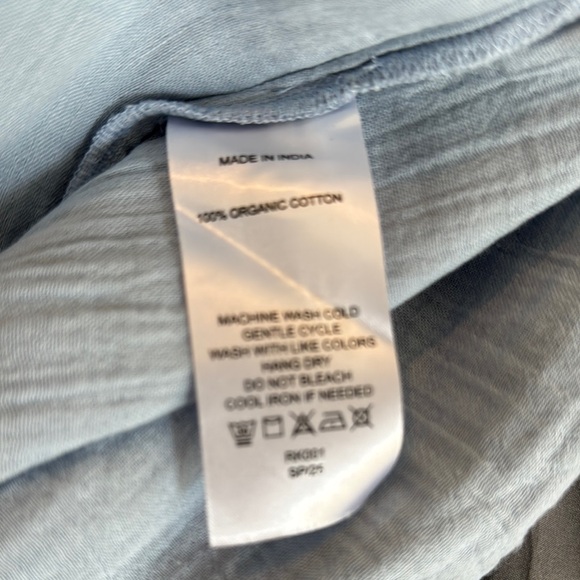 MADE IN INDIA
100% ORGANIC COTTON
MACHINE WASH COLD
GENTLE CYCLE
WASH WITH LIKE COLORS
HANG DRY
DO NOT BLEACH
COOL IRON IF NEEDED
SP/25